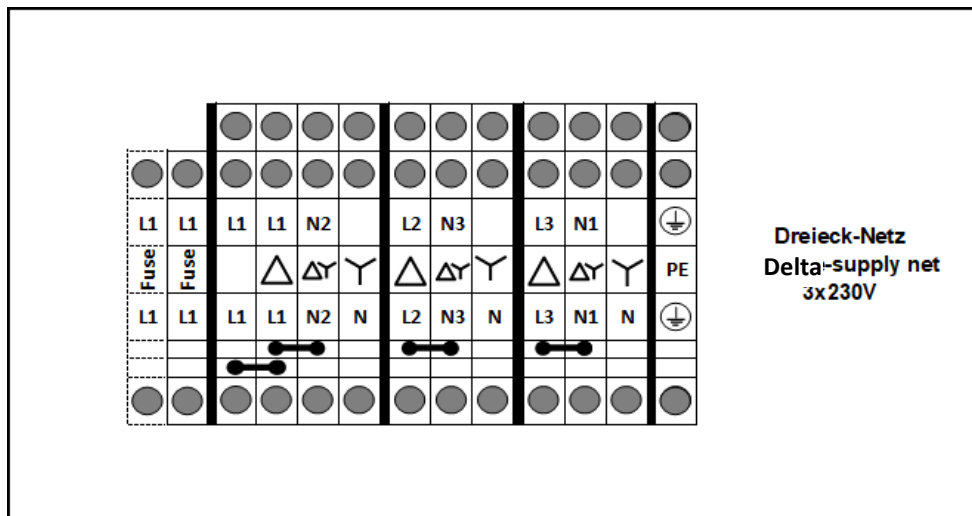 L1 L1 L1 L1 N2 L2 N3 L3 N1
Fuse Fuse PE
L1 L1 L1 L1 N2 N L2 N3 N L3 N1 N
Dreieck-Netz
Delta-supply net
3x230V